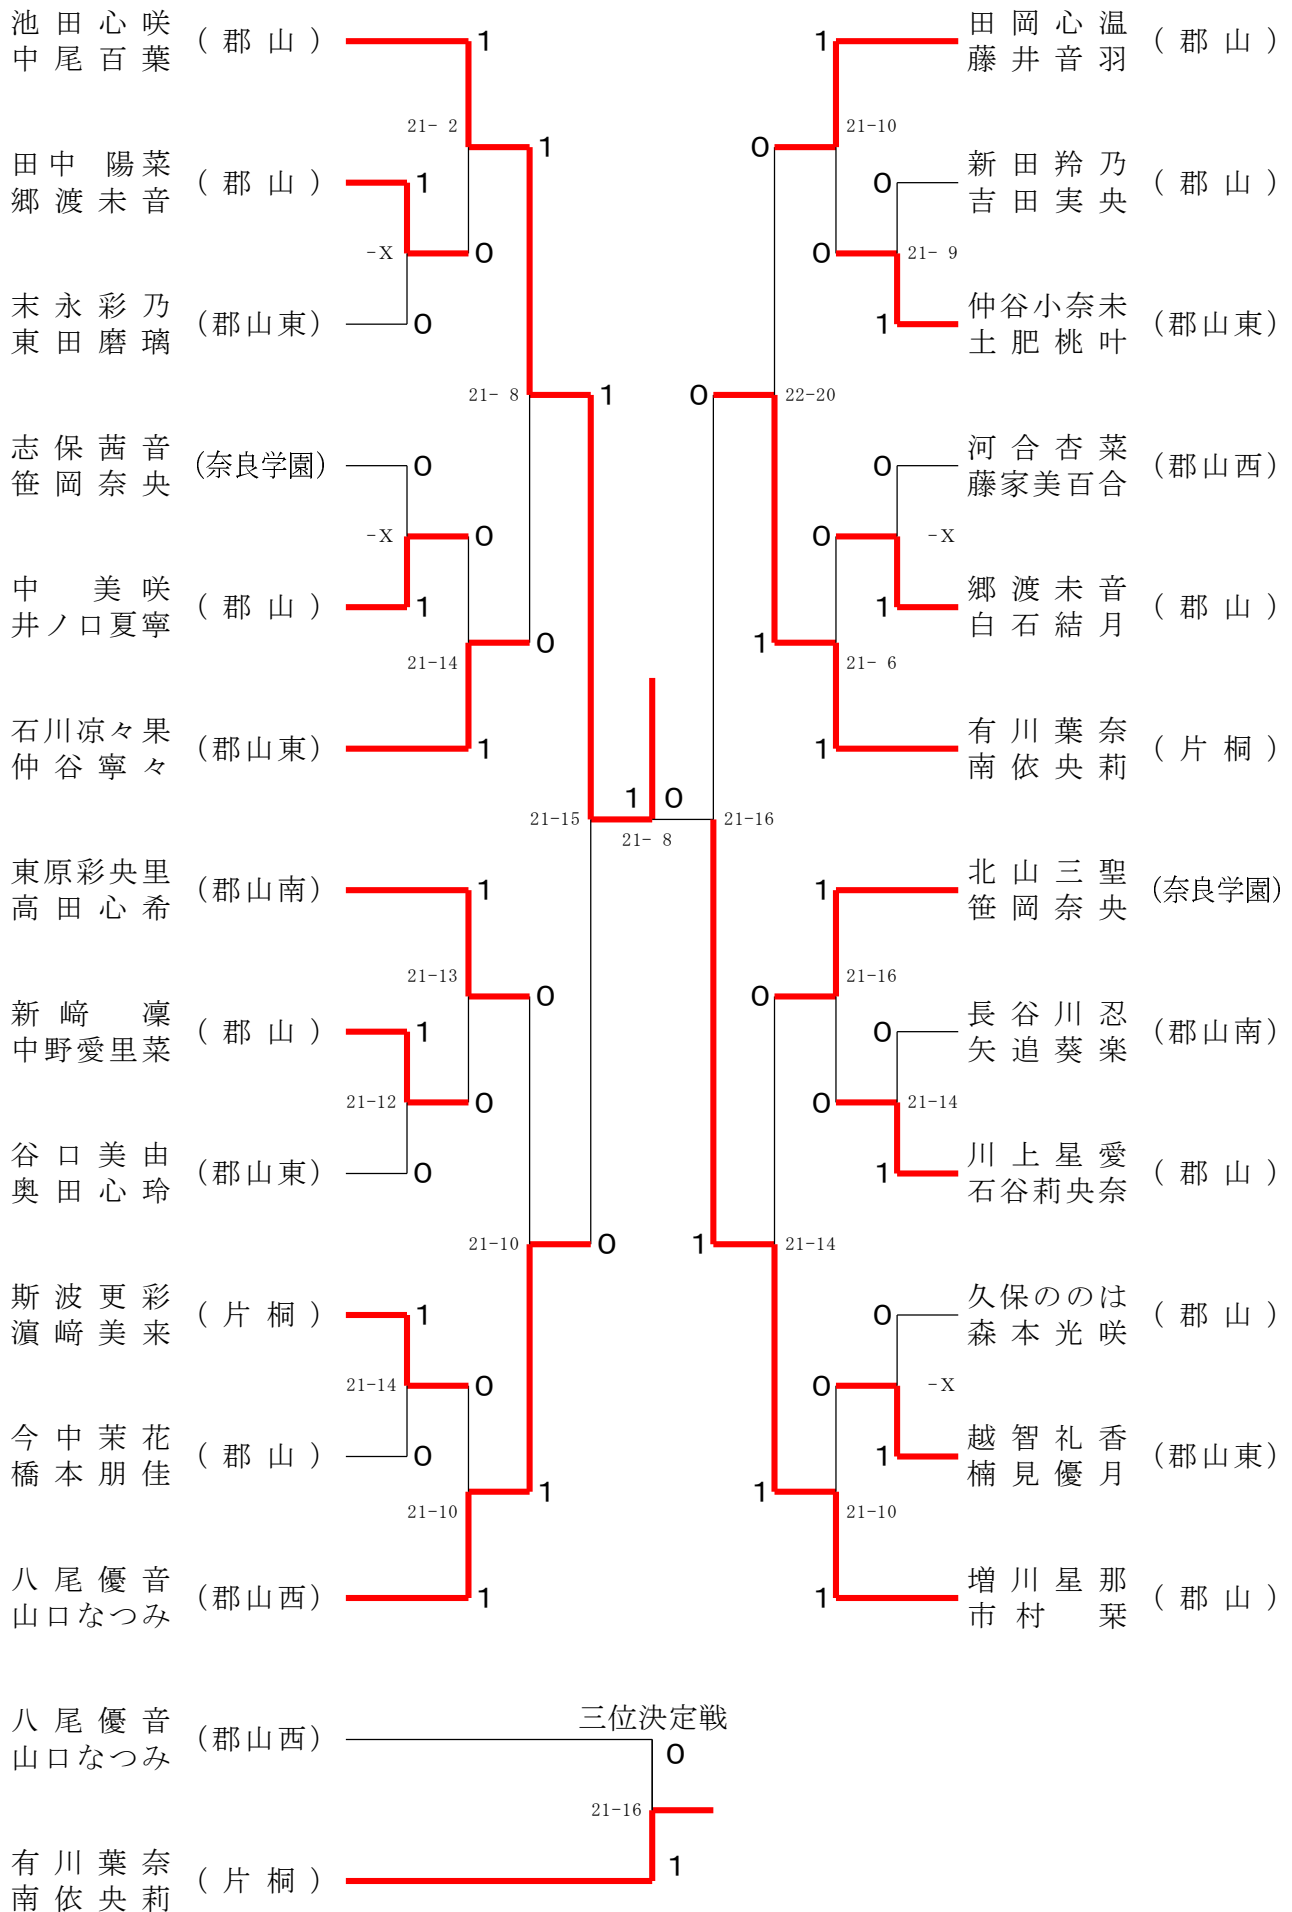 池田心咲
中尾百葉
(郡山)
1
21- 2
1
田中 陽菜
郷渡未音
(郡山)
1
-X
0
末永彩乃
東田磨璃
(郡山東)
0
21- 8
1
志保茜音
笹岡奈央
(奈良学園)
0
-X
0
中 美咲
井ノ口夏寧
(郡山)
1
21-14
0
石川凉々果
仲谷寧々
(郡山東)
1
21-15
1
0
21- 8
21-16
東原彩央里
高田心希
(郡山南)
1
21-13
0
新﨑 凜
中野愛里菜
(郡山)
1
21-12
0
谷口美由
奥田心玲
(郡山東)
0
21-10
0
斯波更彩
濵﨑美来
(片桐)
1
21-14
0
今中茉花
橋本朋佳
(郡山)
0
21-10
1
八尾優音
山口なつみ
(郡山西)
1
1
田岡心温
藤井音羽
(郡山)
21-10
0
0
新田羚乃
吉田実央
(郡山)
0
21- 9
1
仲谷小奈未
土肥桃叶
(郡山東)
0
22-20
0
河合杏菜
藤家美百合
(郡山西)
0
-X
1
郷渡未音
白石結月
(郡山)
1
21- 6
1
有川葉奈
南依央莉
(片桐)
1
北山三聖
笹岡奈央
(奈良学園)
21-16
0
0
長谷川忍
矢追葵楽
(郡山南)
0
21-14
1
川上星愛
石谷莉央奈
(郡山)
1
21-14
0
久保ののは
森本光咲
(郡山)
0
-X
1
越智礼香
楠見優月
(郡山東)
1
21-10
1
増川星那
市村 栞
(郡山)
三位決定戦
八尾優音
山口なつみ
(郡山西)
0
21-16
有川葉奈
南依央莉
(片桐)
1